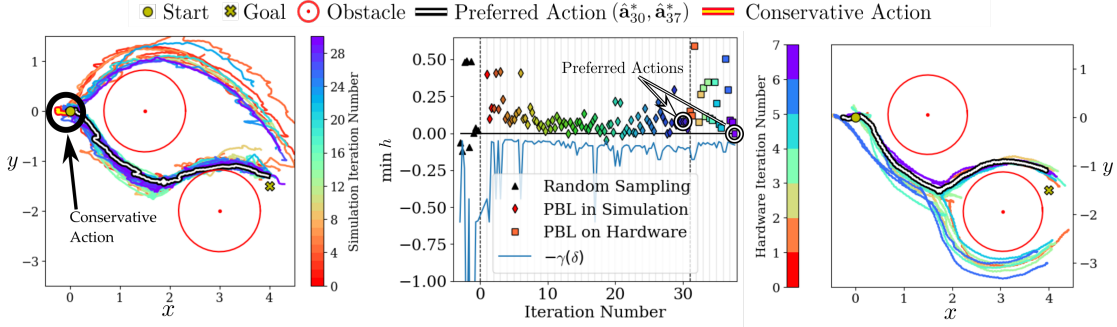 Start Goal Obstacle Preferred Action (â*30, â*37) Conservative Action
1
0
−1
−2
−3
y
0 1 2 3 4
x
Conservative
Action
28
24
20
16
12
8
4
0
Simulation Iteration Number
0.75
0.50
0.25
0.00
−0.25
−0.50
−0.75
−1.00
min h
Preferred Actions
Random Sampling
PBL in Simulation
PBL on Hardware
−γ(δ)
0 10 20 30
Iteration Number
7
6
5
4
3
2
1
0
Hardware Iteration Number
1
0
−1
−2
−3
y
0 1 2 3 4
x